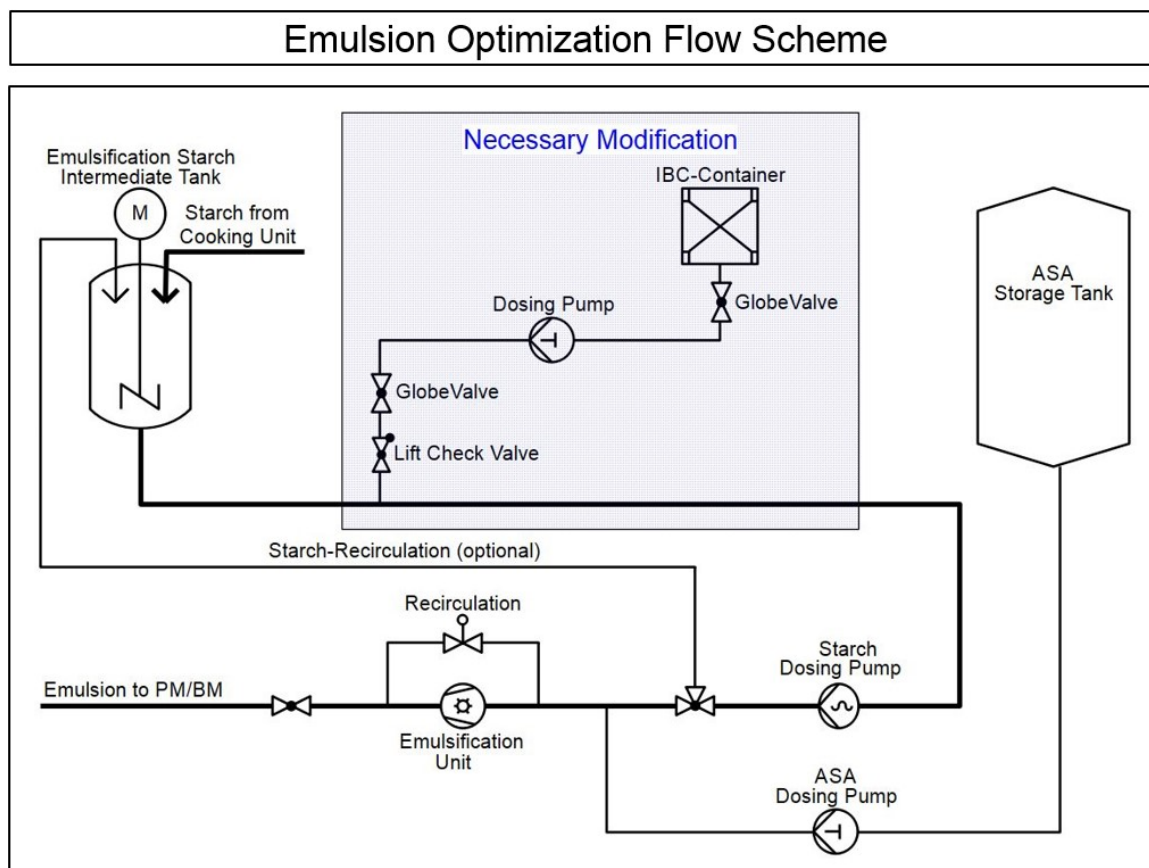 Emulsion Optimization Flow Scheme
Necessary Modification
Emulsification Starch
Intermediate Tank
M
Starch from
Cooking Unit
IBC-Container
GlobeValve
Dosing Pump
GlobeValve
Lift Check Valve
ASA
Storage Tank
Starch-Recirculation (optional)
Recirculation
Starch
Dosing Pump
Emulsion to PM/BM
Emulsification
Unit
ASA
Dosing Pump